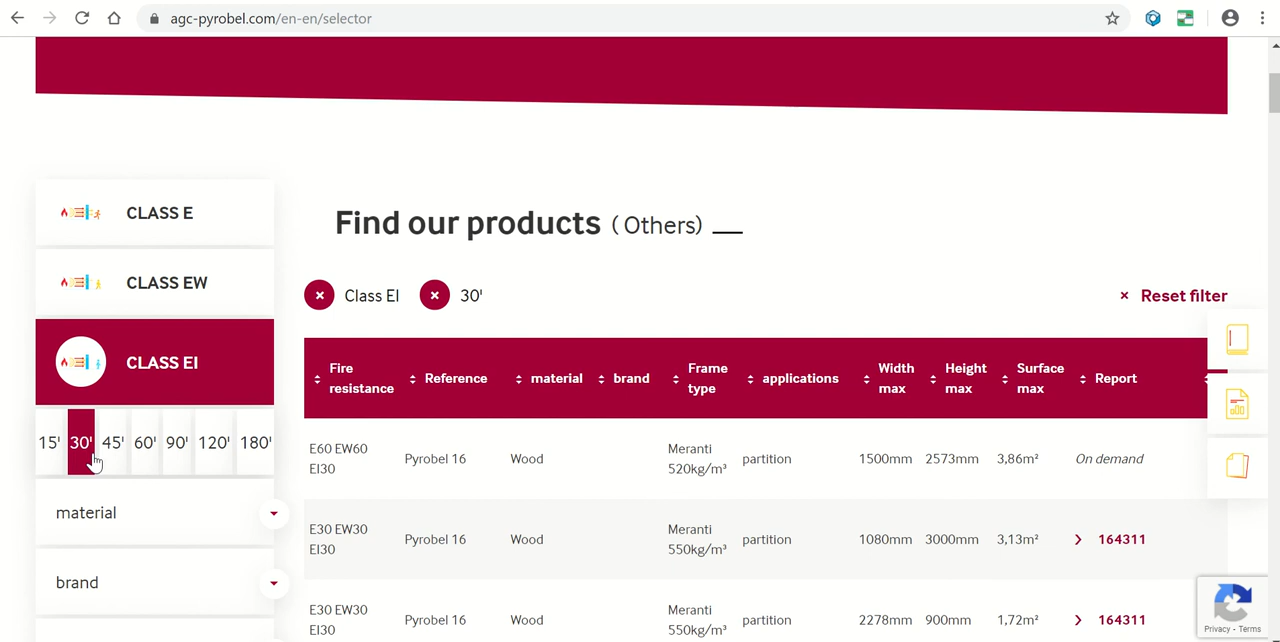 agc-pyrobel.com/en-en/selector
CLASS E
CLASS EW
CLASS EI
15' 30' 45' 60' 90' 120' 180'
material
brand
Find our products ( Others)
Class EI 30' Reset filter
Fire resistance Reference material brand Frame type applications Width max Height max Surface max Report
E60 EW60 EI30 Pyrobel 16 Wood Meranti 520kg/m³ partition 1500mm 2573mm 3,86m² On demand
E30 EW30 EI30 Pyrobel 16 Wood Meranti 550kg/m³ partition 1080mm 3000mm 3,13m² 164311
E30 EW30 EI30 Pyrobel 16 Wood Meranti 550kg/m³ partition 2278mm 900mm 1,72m² 164311
Privacy - Terms